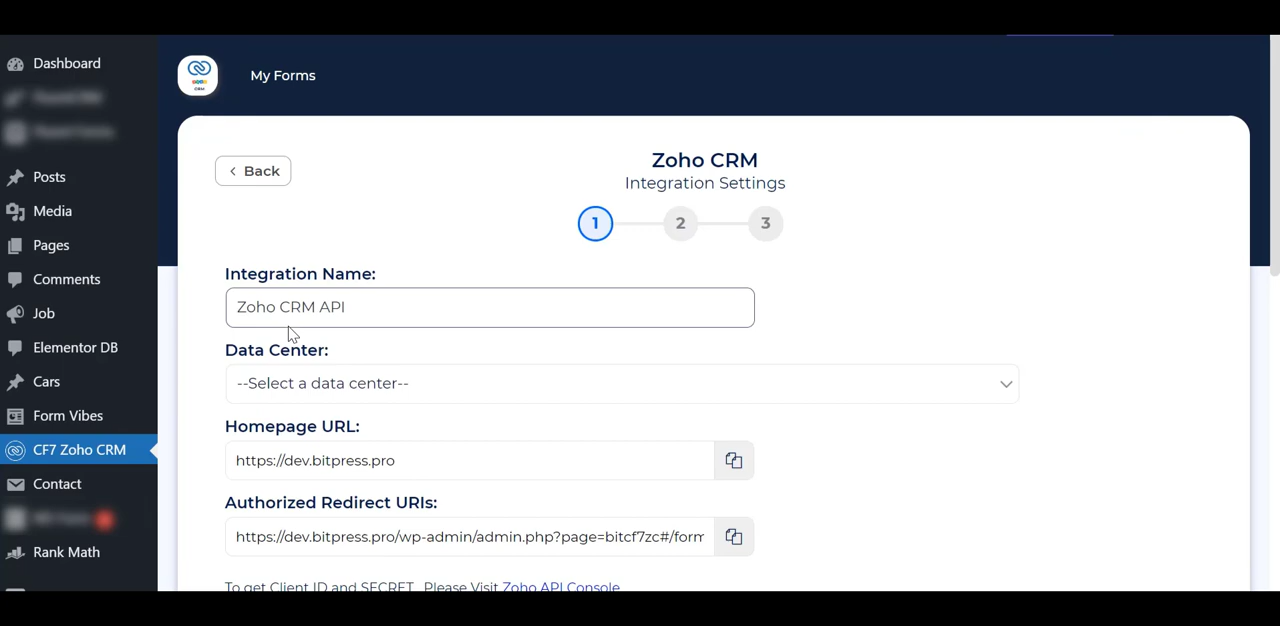 Dashboard
Posts
Media
Pages
Comments
Job
Elementor DB
Cars
Form Vibes
CF7 Zoho CRM
Contact
Rank Math
CRM
My Forms
Back
Zoho CRM
Integration Settings
1 2 3
Integration Name:
Zoho CRM API
Data Center:
--Select a data center--
Homepage URL:
https://dev.bitpress.pro
Authorized Redirect URIs:
https://dev.bitpress.pro/wp-admin/admin.php?page=bitcf7zc#/form
To get Client ID and SECRET , Please Visit Zoho API Console